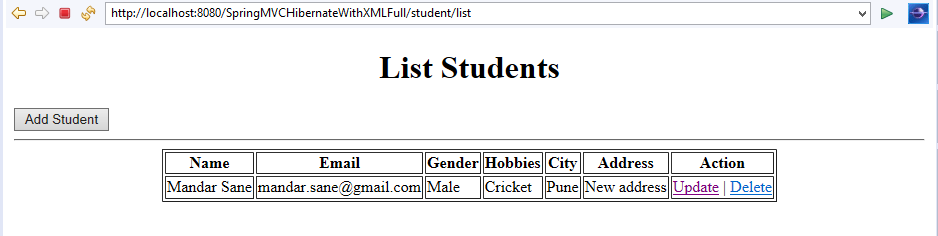 http://localhost:8080/SpringMVCHibernateWithXMLFull/student/list
List Students
Add Student
Name Email Gender Hobbies City Address Action
Mandar Sane mandar.sane@gmail.com Male Cricket Pune New address Update | Delete